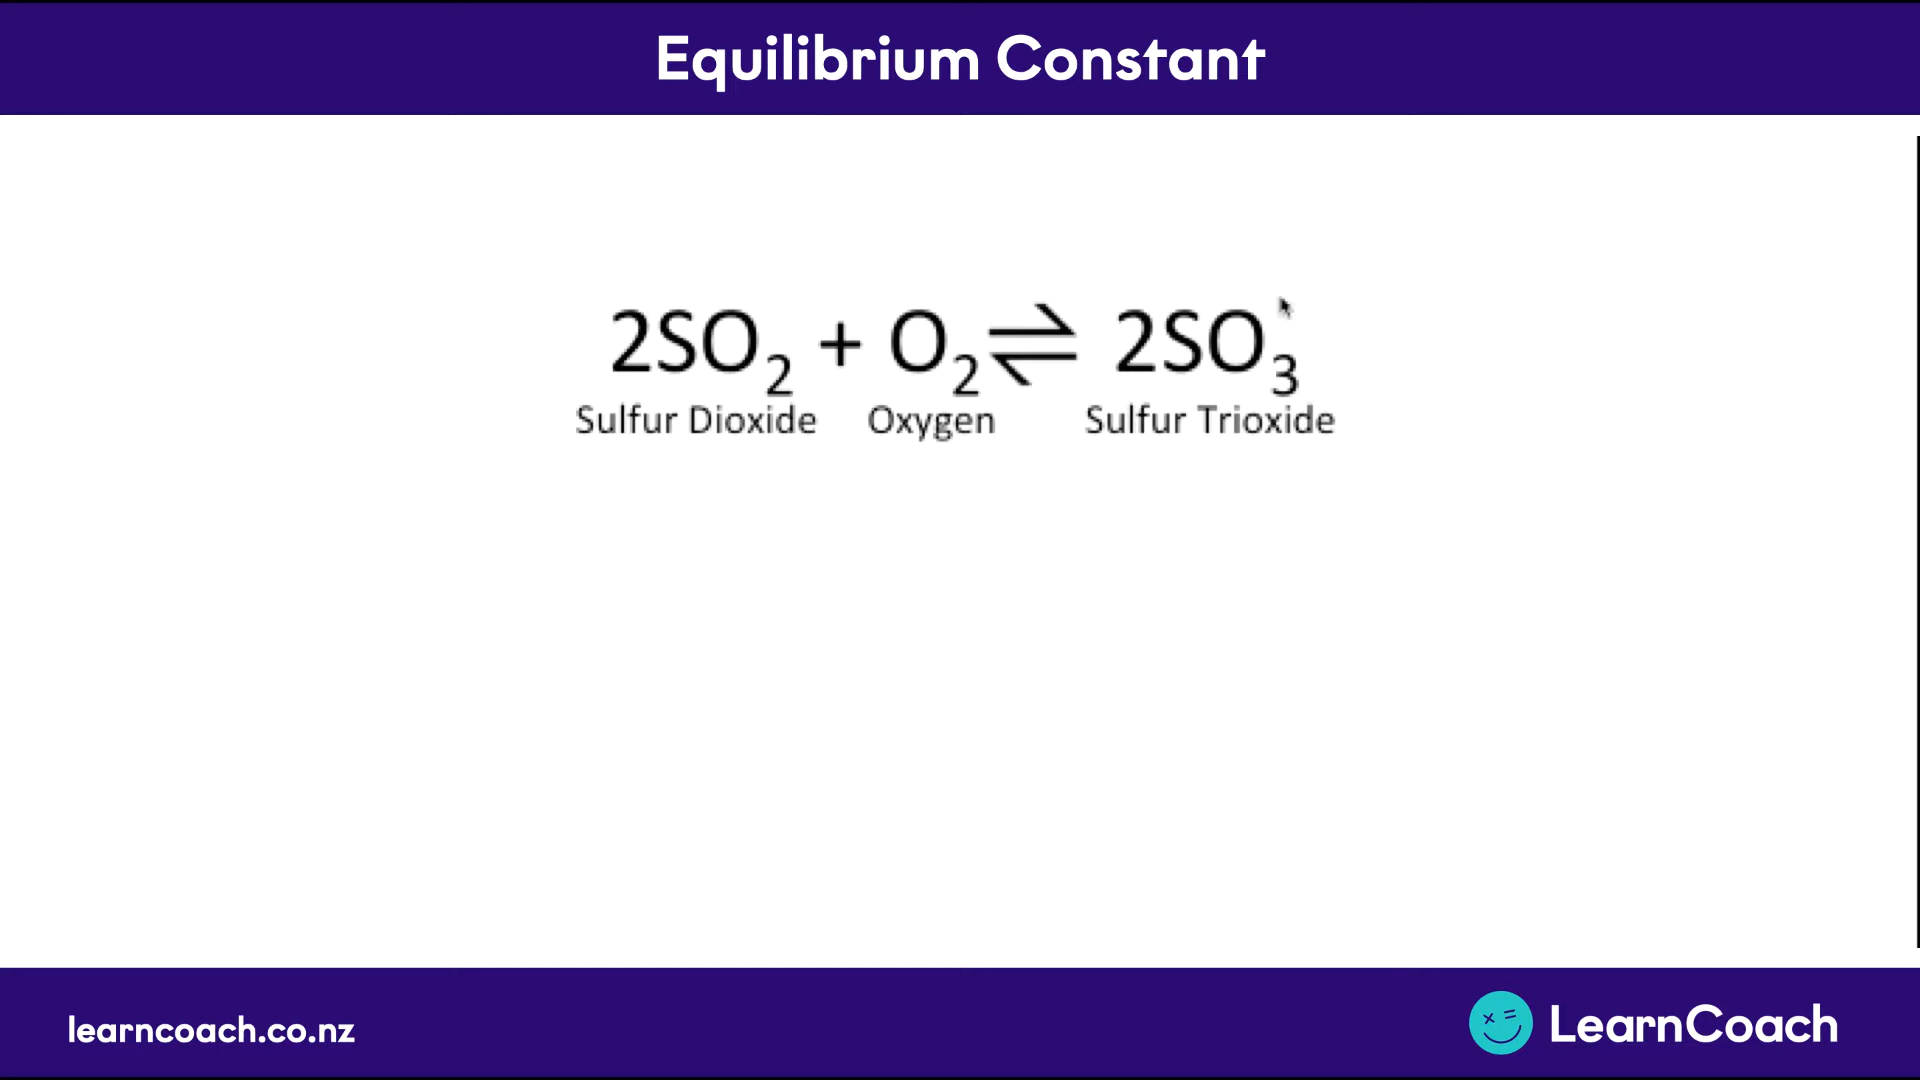 Equilibrium Constant
2SO₂ + O₂ ⇌ 2SO₃
Sulfur Dioxide Oxygen Sulfur Trioxide
learncoach.co.nz
LearnCoach